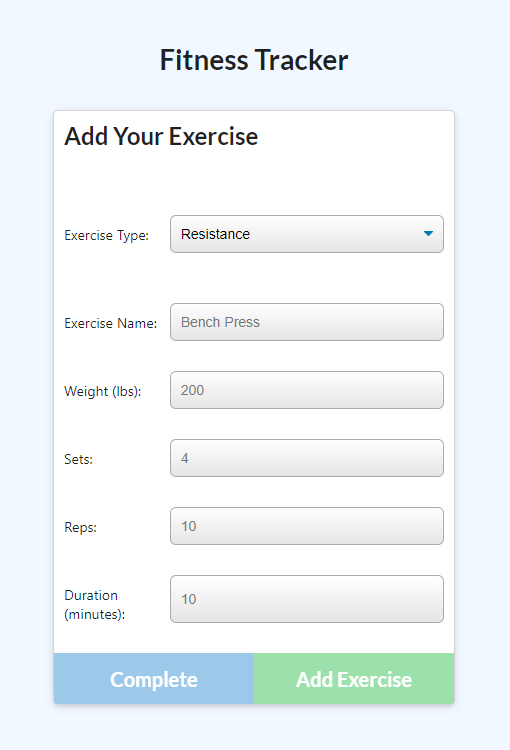 Fitness Tracker
Add Your Exercise
Exercise Type: Resistance
Exercise Name: Bench Press
Weight (lbs): 200
Sets: 4
Reps: 10
Duration
(minutes): 10
Complete Add Exercise